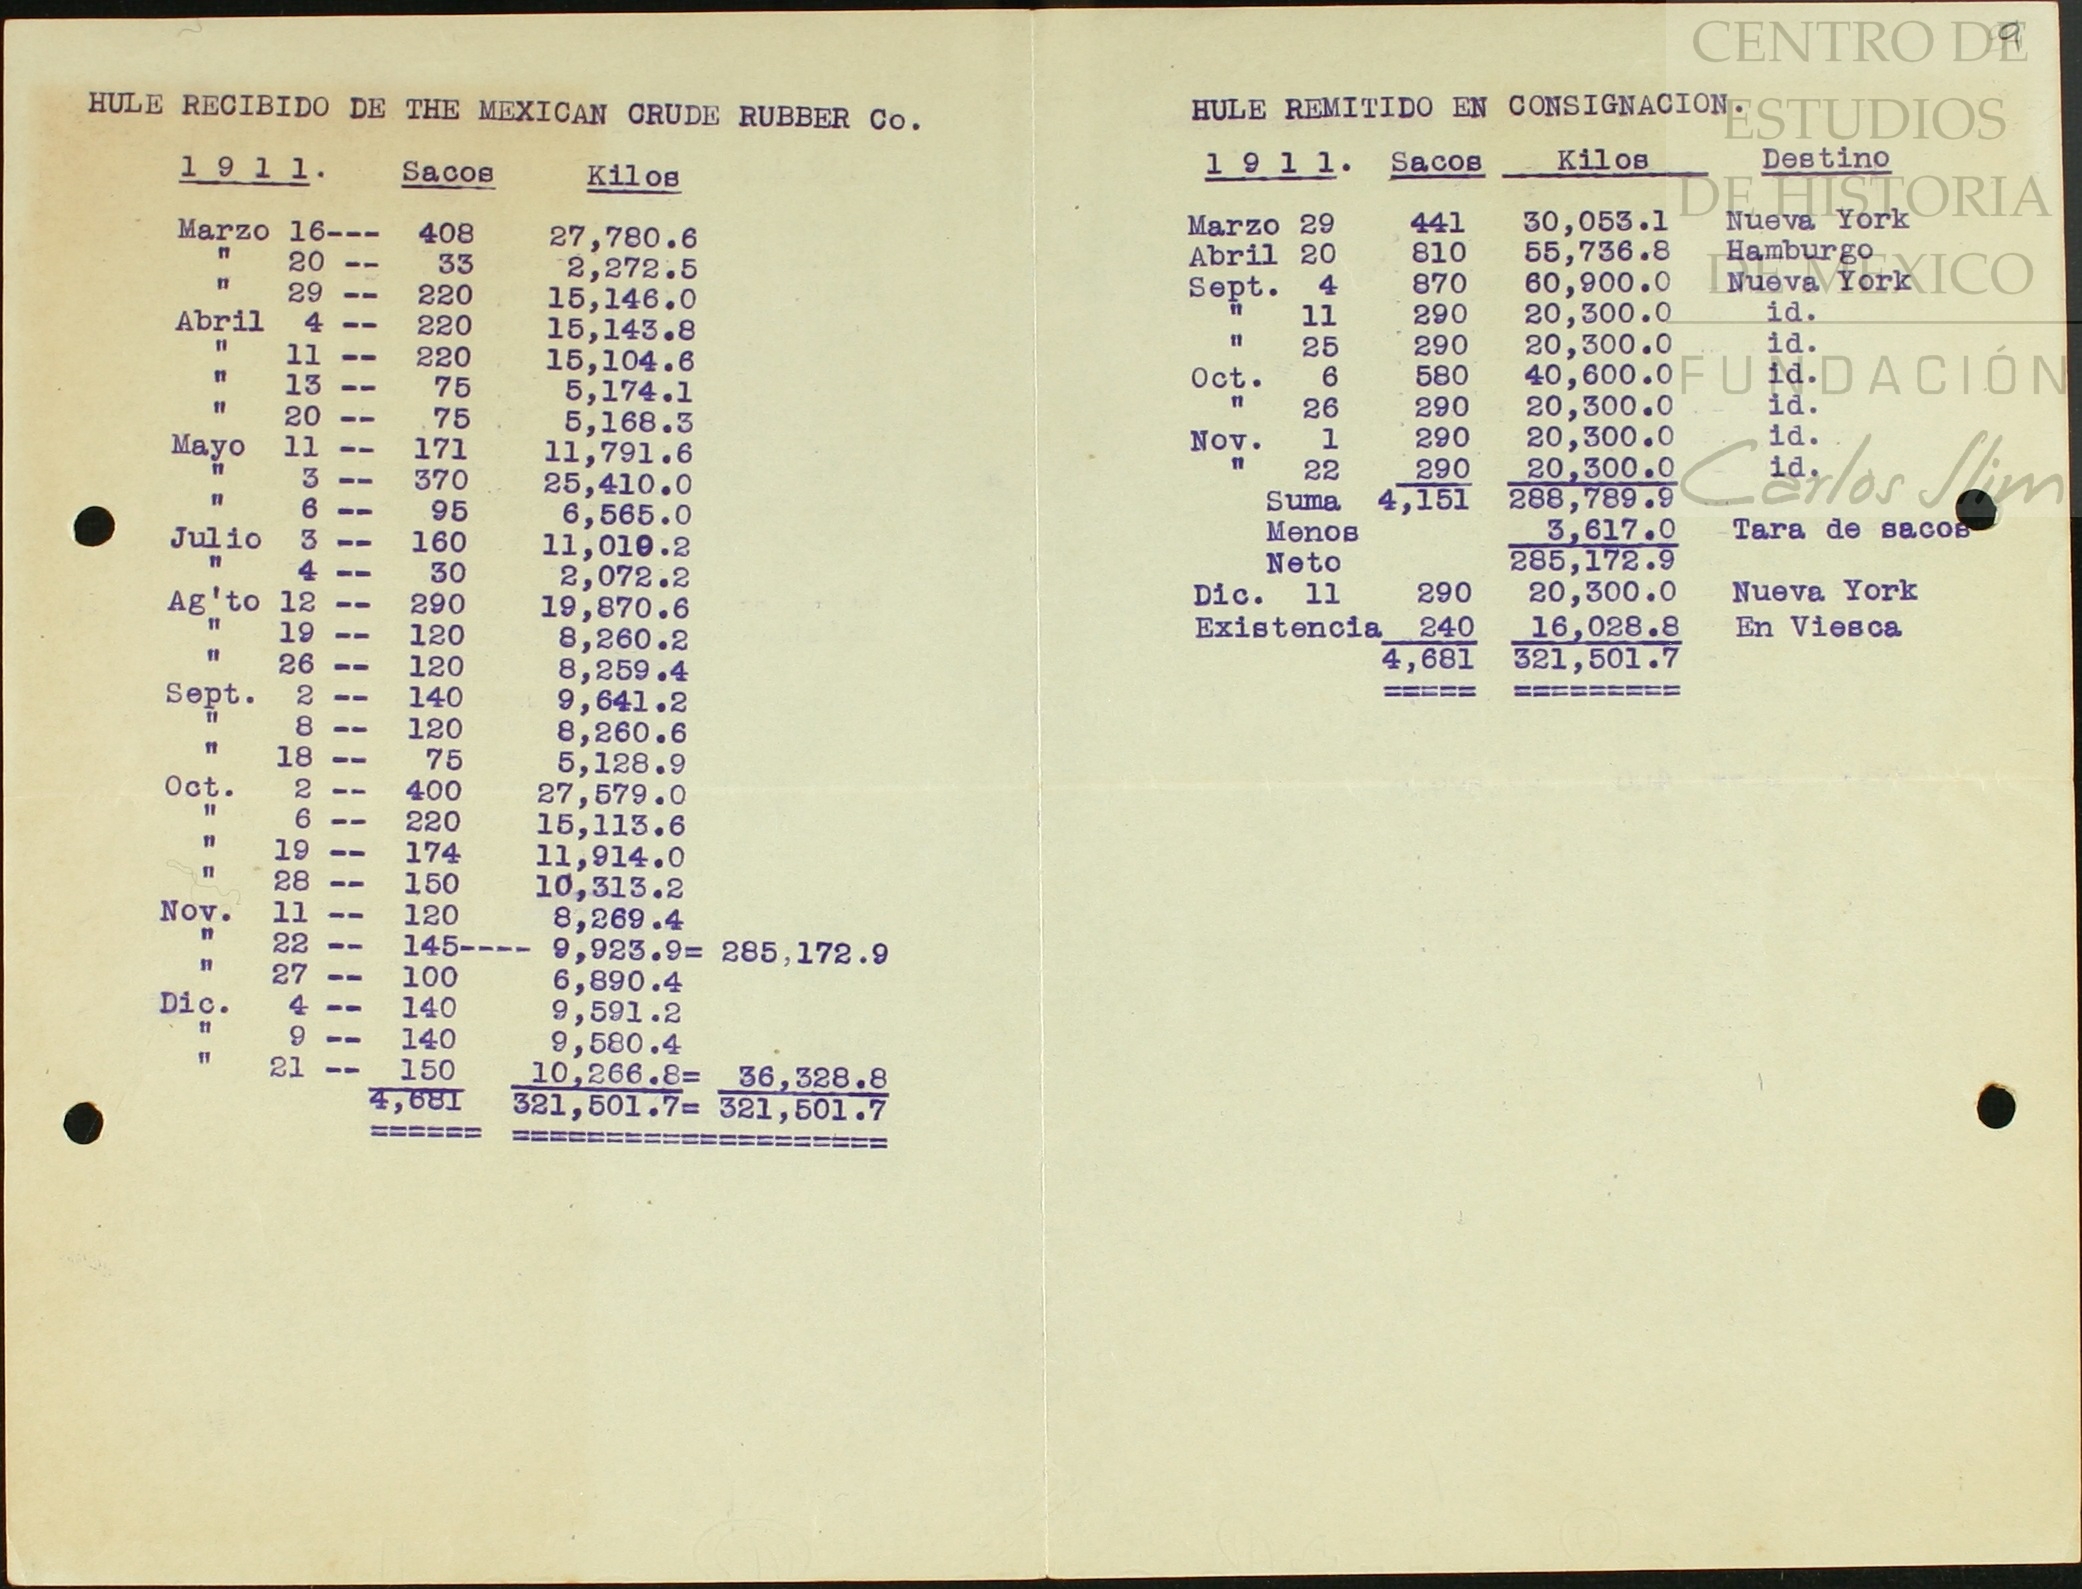 HULE RECIBIDO DE THE MEXICAN CRUDE RUBBER Co.
1 9 1 1. Sacos Kilos
Marzo 16--- 408 27,780.6
" 20 -- 33 2,272.5
" 29 -- 220 15,146.0
Abril 4 -- 220 15,143.8
" 11 -- 220 15,104.6
" 13 -- 75 5,174.1
" 20 -- 75 5,168.3
Mayo 11 -- 171 11,791.6
" 3 -- 370 25,410.0
" 6 -- 95 6,565.0
Julio 3 -- 160 11,019.2
" 4 -- 30 2,072.2
Ag'to 12 -- 290 19,870.6
" 19 -- 120 8,260.2
" 26 -- 120 8,259.4
Sept. 2 -- 140 9,641.2
" 8 -- 120 8,260.6
" 18 -- 75 5,128.9
Oct. 2 -- 400 27,579.0
" 6 -- 220 15,113.6
" 19 -- 174 11,914.0
" 28 -- 150 10,313.2
Nov. 11 -- 120 8,269.4
" 22 -- 145---- 9,923.9= 285,172.9
" 27 -- 100 6,890.4
Dic. 4 -- 140 9,591.2
" 9 -- 140 9,580.4
" 21 -- 150 10,266.8= 36,328.8
4,681 321,501.7= 321,501.7
====== =====================
9
HULE REMITIDO EN CONSIGNACION.
1 9 1 1. Sacos Kilos Destino
Marzo 29 441 30,053.1 Nueva York
Abril 20 810 55,736.8 Hamburgo
Sept. 4 870 60,900.0 Nueva York
" 11 290 20,300.0 id.
" 25 290 20,300.0 id.
Oct. 6 580 40,600.0 id.
" 26 290 20,300.0 id.
Nov. 1 290 20,300.0 id.
" 22 290 20,300.0 id.
Suma 4,151 288,789.9
Menos 3,617.0 Tara de sacos
Neto 285,172.9
Dic. 11 290 20,300.0 Nueva York
Existencia 240 16,028.8 En Viesca
4,681 321,501.7
===== =========
CENTRO DE
ESTUDIOS
DE HISTORIA
DE MEXICO
FUNDACIÓN
Carlos Slim